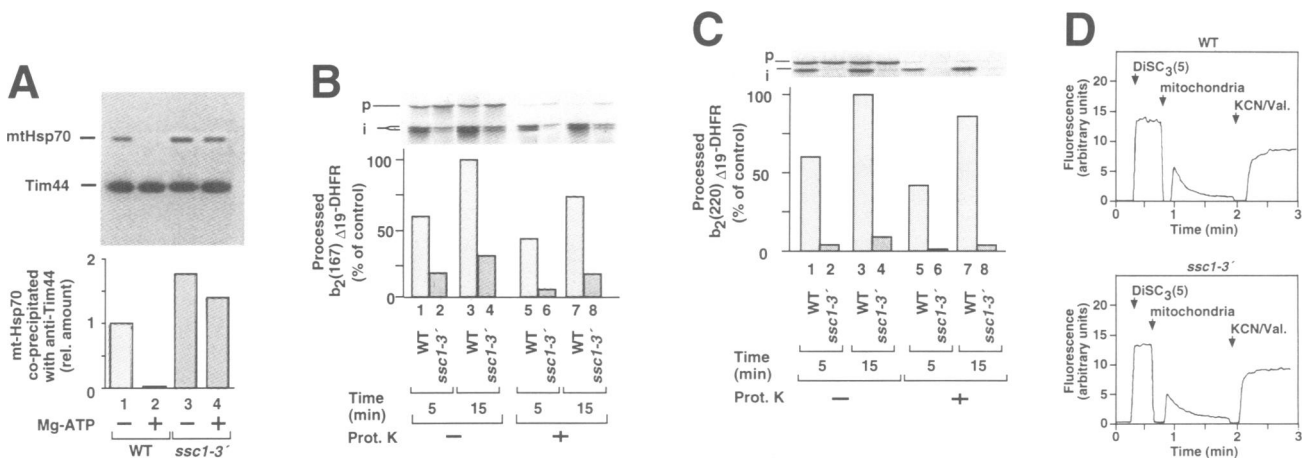 A
mtHsp70
Tim44
mt-Hsp70
co-precipitated
with anti-Tim44
(rel. amount)
2
1
0
1 2 3 4
Mg-ATP − + − +
WT ssc1-3´
B
p
i
Processed
b2(167)Δ19-DHFR
(% of control)
100
50
0
1 2 3 4 5 6 7 8
WT ssc1-3´ WT ssc1-3´ WT ssc1-3´ WT ssc1-3´
Time
(min)
5 15 5 15
Prot. K − +
C
p
i
Processed
b2(220)Δ19-DHFR
(% of control)
100
75
50
25
0
1 2 3 4 5 6 7 8
WT ssc1-3´ WT ssc1-3´ WT ssc1-3´ WT ssc1-3´
Time
(min)
5 15 5 15
Prot. K − +
D
WT
DiSC3(5)
mitochondria
KCN/Val.
Fluorescence
(arbitrary units)
20
15
10
5
0
0 1 2 3
Time (min)
ssc1-3´
DiSC3(5)
mitochondria
KCN/Val.
Fluorescence
(arbitrary units)
20
15
10
5
0
0 1 2 3
Time (min)